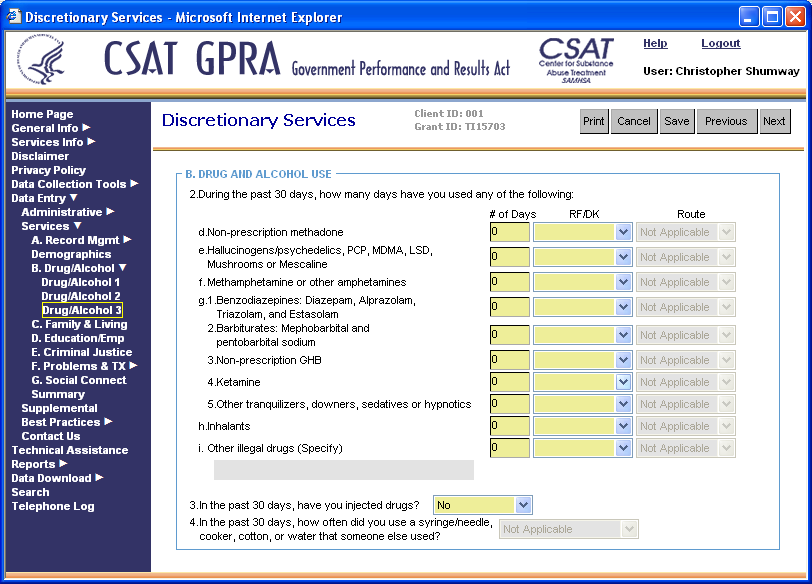 Discretionary Services - Microsoft Internet Explorer
CSAT GPRA Government Performance and Results Act
CSAT
Center for Substance
Abuse Treatment
SAMHSA
Help Logout
User: Christopher Shumway
Home Page
General Info
Services Info
Disclaimer
Privacy Policy
Data Collection Tools
Data Entry
Administrative
Services
A. Record Mgmt
Demographics
B. Drug/Alcohol
Drug/Alcohol 1
Drug/Alcohol 2
Drug/Alcohol 3
C. Family & Living
D. Education/Emp
E. Criminal Justice
F. Problems & TX
G. Social Connect
Summary
Supplemental
Best Practices
Contact Us
Technical Assistance
Reports
Data Download
Search
Telephone Log
Discretionary Services
Client ID: 001
Grant ID: TI15703
Print Cancel Save Previous Next
B. DRUG AND ALCOHOL USE
2.During the past 30 days, how many days have you used any of the following:
# of Days RF/DK Route
d.Non-prescription methadone 0 Not Applicable
e.Hallucinogens/psychedelics, PCP, MDMA, LSD,
Mushrooms or Mescaline 0 Not Applicable
f. Methamphetamine or other amphetamines 0 Not Applicable
g.1.Benzodiazepines: Diazepam, Alprazolam,
Triazolam, and Estasolam 0 Not Applicable
2.Barbiturates: Mephobarbital and
pentobarbital sodium 0 Not Applicable
3.Non-prescription GHB 0 Not Applicable
4.Ketamine 0 Not Applicable
5.Other tranquilizers, downers, sedatives or hypnotics 0 Not Applicable
h.Inhalants 0 Not Applicable
i. Other illegal drugs (Specify) 0 Not Applicable
3.In the past 30 days, have you injected drugs? No
4.In the past 30 days, how often did you use a syringe/needle,
cooker, cotton, or water that someone else used? Not Applicable